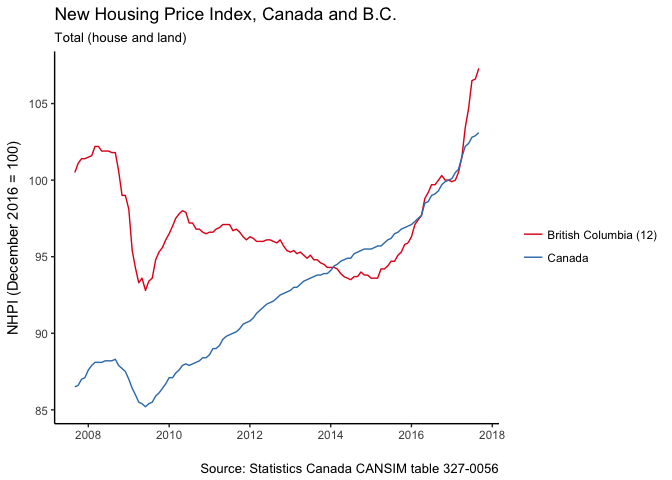 New Housing Price Index, Canada and B.C.
Total (house and land)
NHPI (December 2016 = 100)
105
100
95
90
85
2008
2010
2012
2014
2016
2018
British Columbia (12)
Canada
Source: Statistics Canada CANSIM table 327-0056